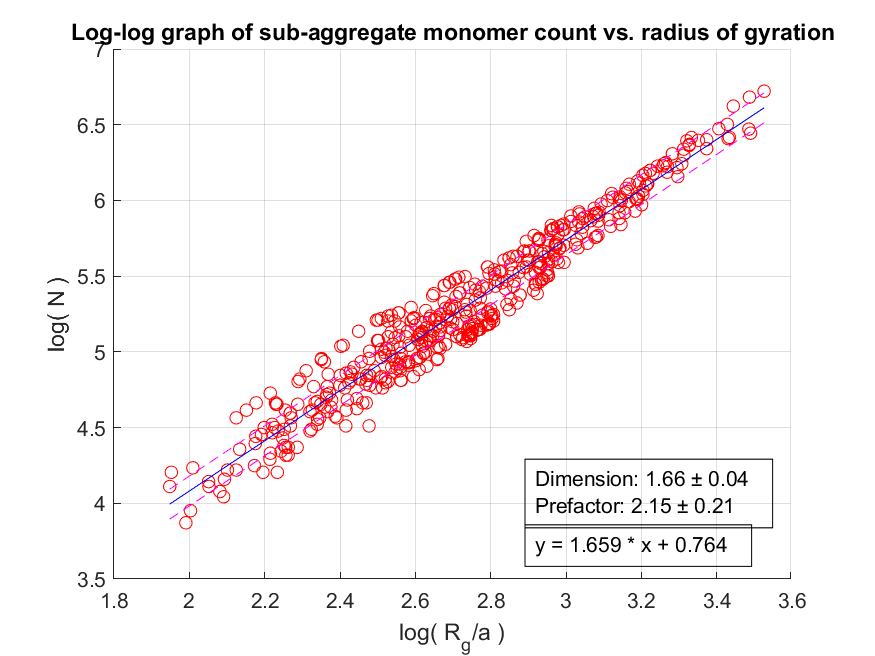 Log-log graph of sub-aggregate monomer count vs. radius of gyration
7
6.5
6
5.5
5
4.5
4
3.5
log( N )
Dimension: 1.66 ± 0.04
Prefactor: 2.15 ± 0.21
y = 1.659 * x + 0.764
1.8 2 2.2 2.4 2.6 2.8 3 3.2 3.4 3.6
log( R_g/a )